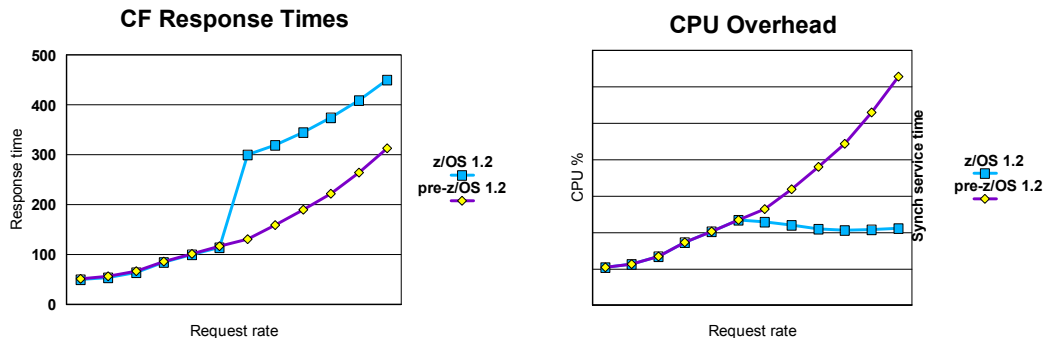 CF Response Times
500
400
300
200
100
0
Response time
Request rate
z/OS 1.2
pre-z/OS 1.2
CPU Overhead
CPU %
Synch service time
Request rate
z/OS 1.2
pre-z/OS 1.2